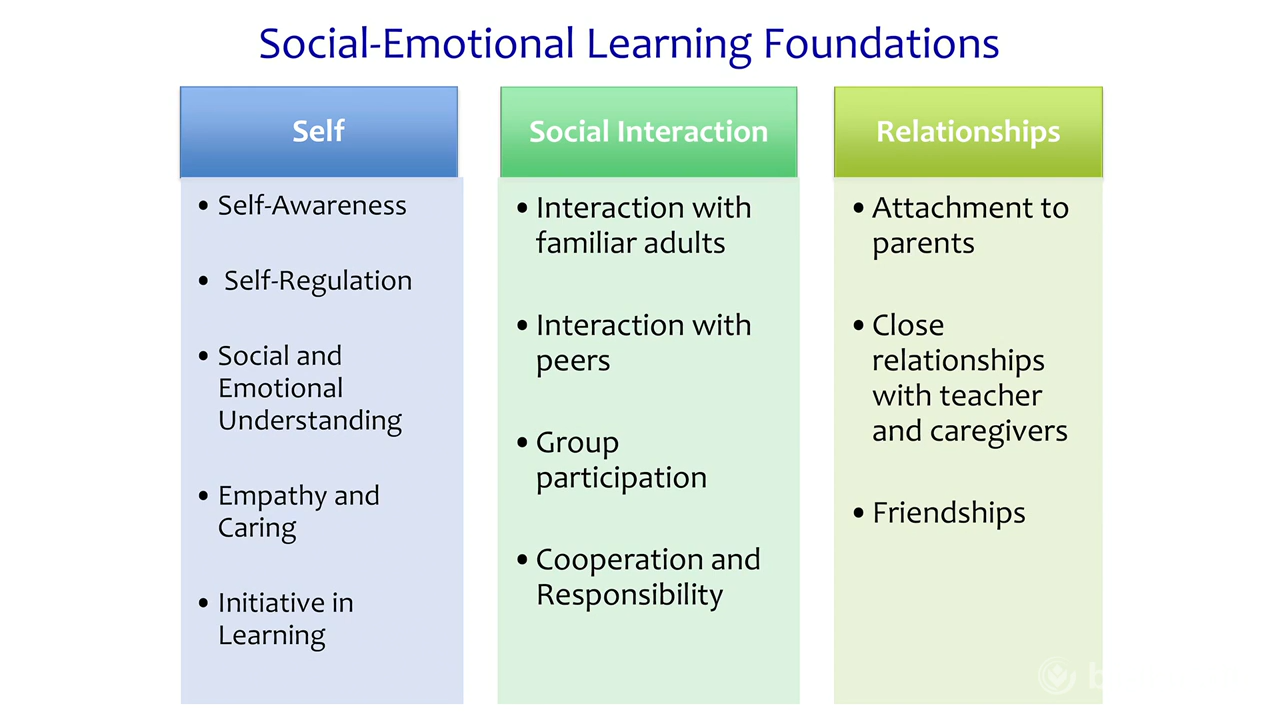 Social-Emotional Learning Foundations
Self
• Self-Awareness
• Self-Regulation
• Social and
Emotional
Understanding
• Empathy and
Caring
• Initiative in
Learning
Social Interaction
• Interaction with
familiar adults
• Interaction with
peers
• Group
participation
• Cooperation and
Responsibility
Relationships
• Attachment to
parents
• Close
relationships
with teacher
and caregivers
• Friendships